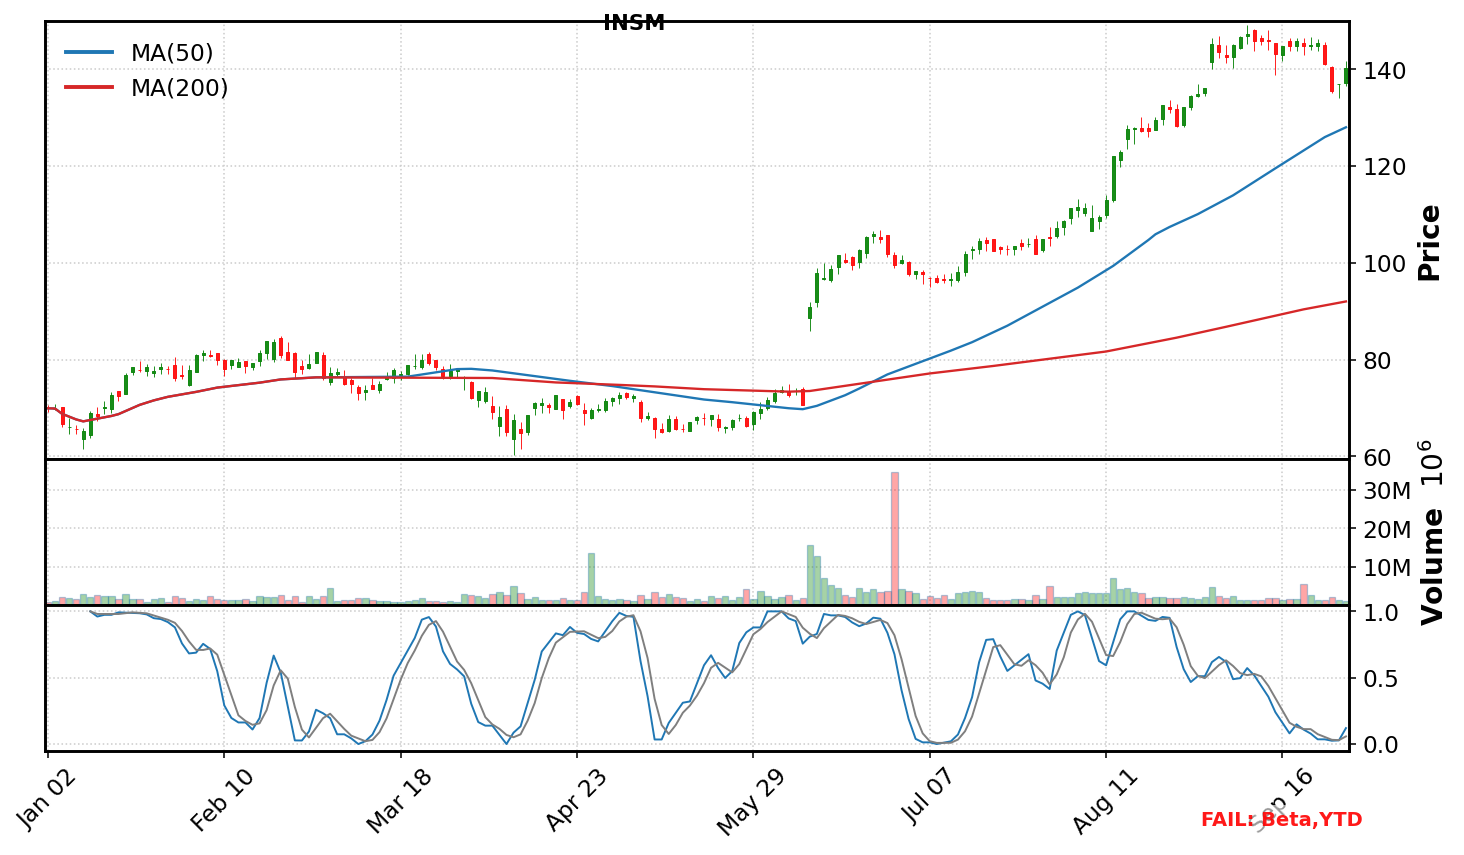 INSM
MA(50)
MA(200)
140
120
100
80
60
Price
30M
20M
10M
Volume 10^6
1.0
0.5
0.0
Jan 02
Feb 10
Mar 18
Apr 23
May 29
Jul 07
Aug 11
Sep 16
FAIL: Beta,YTD